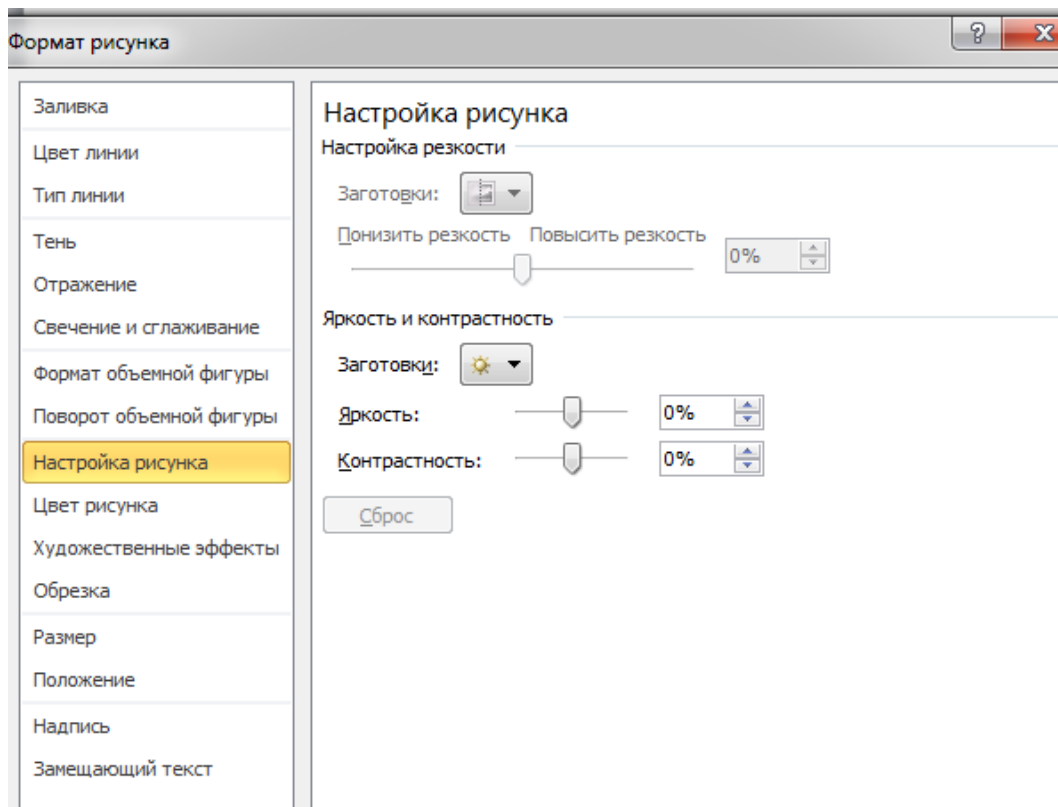 Формат рисунка
Заливка
Цвет линии
Тип линии
Тень
Отражение
Свечение и сглаживание
Формат объемной фигуры
Поворот объемной фигуры
Настройка рисунка
Цвет рисунка
Художественные эффекты
Обрезка
Размер
Положение
Надпись
Замещающий текст
Настройка рисунка
Настройка резкости
Заготовки:
Понизить резкость Повысить резкость
0%
Яркость и контрастность
Заготовки:
Яркость: 0%
Контрастность: 0%
Сброс